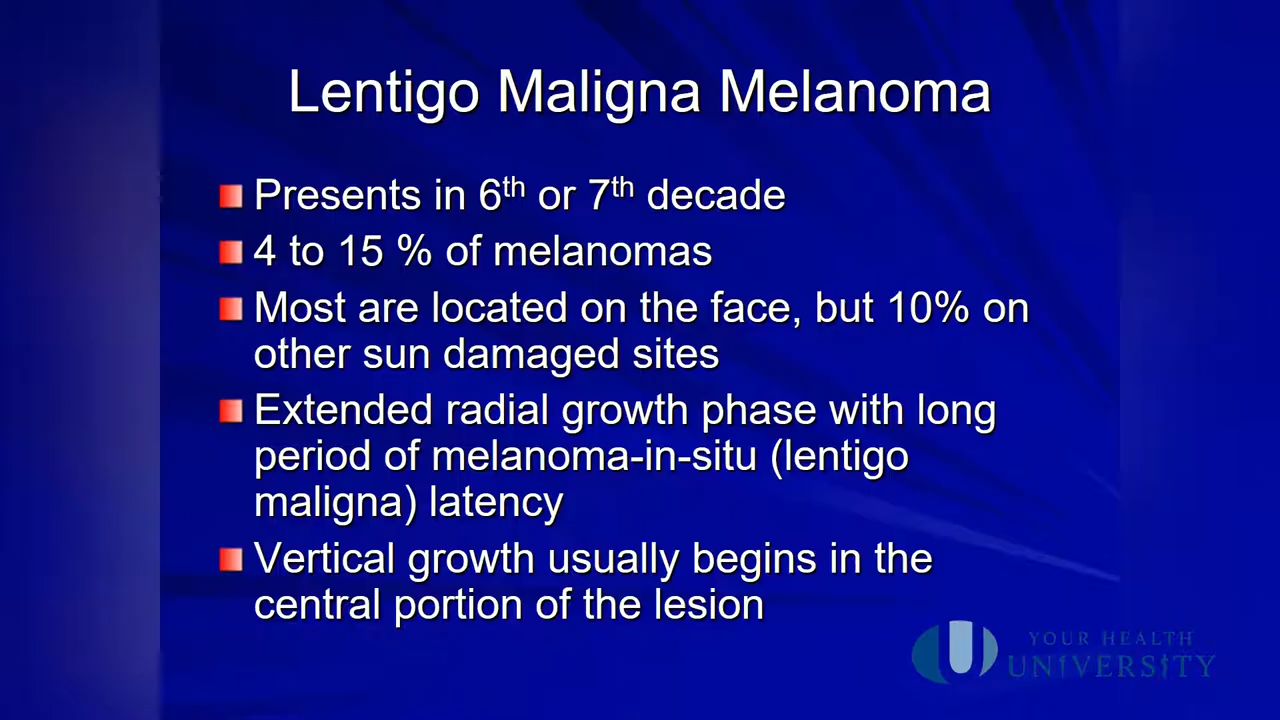 Lentigo Maligna Melanoma
Presents in 6th or 7th decade
4 to 15 % of melanomas
Most are located on the face, but 10% on
other sun damaged sites
Extended radial growth phase with long
period of melanoma-in-situ (lentigo
maligna) latency
Vertical growth usually begins in the
central portion of the lesion
YOUR HEALTH
UNIVERSITY